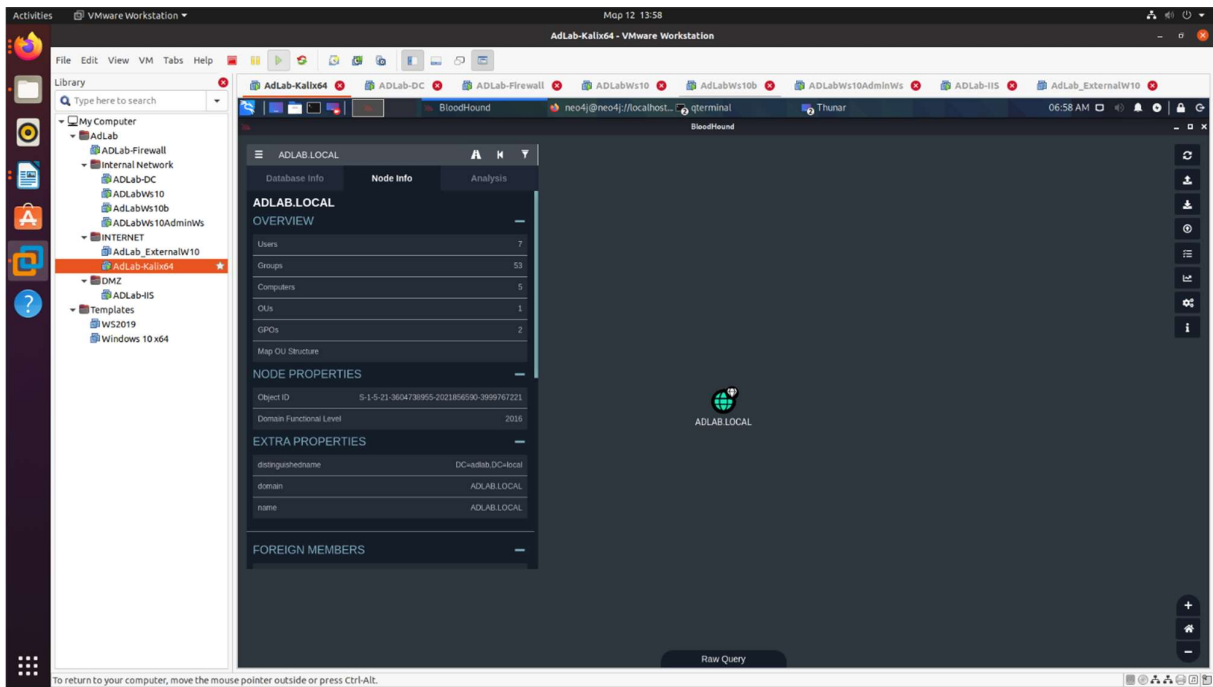 Activities VMware Workstation Μαρ 12 13:58
AdLab-Kalix64 - VMware Workstation
File Edit View VM Tabs Help
Library
Type here to search
My Computer
AdLab
ADLab-Firewall
Internal Network
ADLab-DC
ADLabWs10
AdLabWs10b
ADLabWs10AdminWs
INTERNET
AdLab_ExternalW10
AdLab-Kalix64
DMZ
ADLab-IIS
Templates
WS2019
Windows 10 x64
AdLab-Kalix64 ADLab-DC ADLab-Firewall ADLabWs10 AdLabWs10b ADLabWs10AdminWs ADLab-IIS AdLab_ExternalW10
BloodHound neo4j@neo4j://localhost... qterminal Thunar 06:58 AM
BloodHound
ADLAB.LOCAL
Database Info Node Info Analysis
ADLAB.LOCAL
OVERVIEW
Users 7
Groups 53
Computers 5
OUs 1
GPOs 2
Map OU Structure
NODE PROPERTIES
Object ID S-1-5-21-3604738955-2021856590-3999767221
Domain Functional Level 2016
EXTRA PROPERTIES
distinguishedname DC=adlab,DC=local
domain ADLAB.LOCAL
name ADLAB.LOCAL
FOREIGN MEMBERS
ADLAB.LOCAL
Raw Query
To return to your computer, move the mouse pointer outside or press Ctrl-Alt.